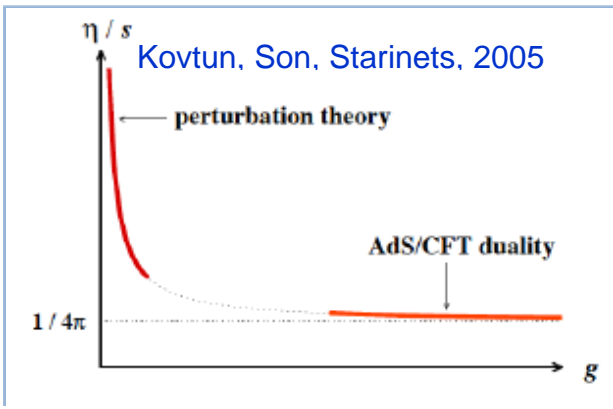 η / s
Kovtun, Son, Starinets, 2005
perturbation theory
AdS/CFT duality
1 / 4π
g